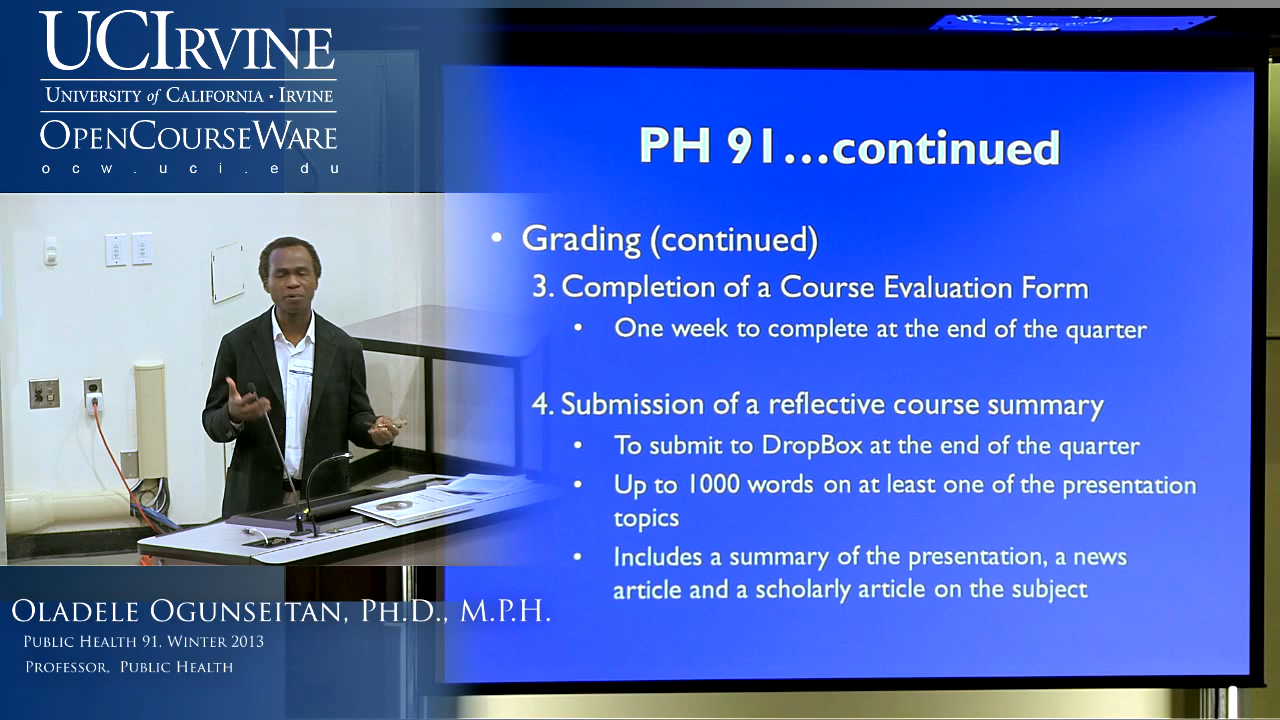 UCIRVINE
UNIVERSITY of CALIFORNIA · IRVINE
OPENCOURSEWARE
ocw.uci.edu
PH 91...continued
• Grading (continued)
3. Completion of a Course Evaluation Form
• One week to complete at the end of the quarter
4. Submission of a reflective course summary
• To submit to DropBox at the end of the quarter
• Up to 1000 words on at least one of the presentation
topics
• Includes a summary of the presentation, a news
article and a scholarly article on the subject
OLADELE OGUNSEITAN, PH.D., M.P.H.
PUBLIC HEALTH 91, WINTER 2013
PROFESSOR, PUBLIC HEALTH